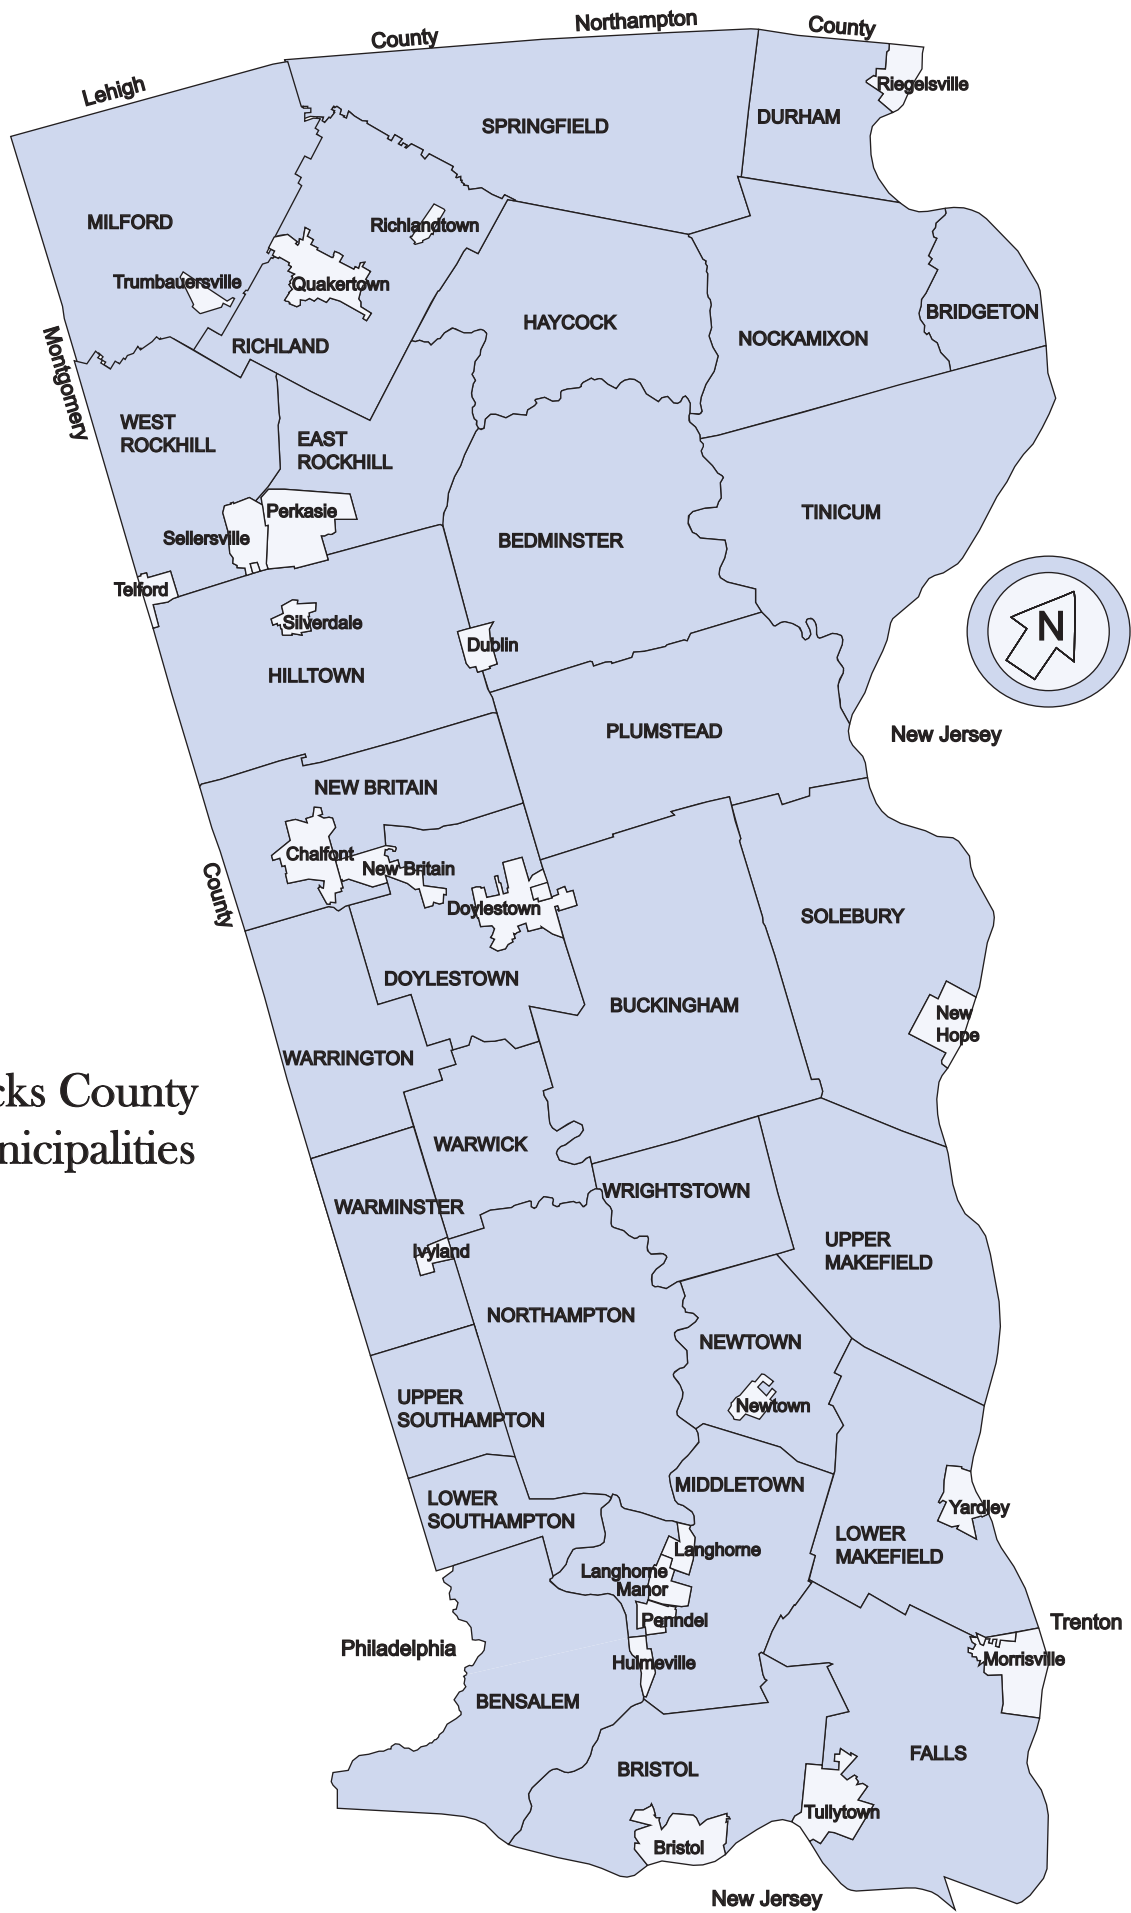 Northampton
County
County
Lehigh
Riegelsville
DURHAM
SPRINGFIELD
MILFORD
Richlandtown
Trumbauersville
Quakertown
BRIDGETON
HAYCOCK
NOCKAMIXON
RICHLAND
Montgomery
WEST
ROCKHILL
EAST
ROCKHILL
Perkasie
TINICUM
Sellersville
BEDMINSTER
Telford
Silverdale
N
Dublin
HILLTOWN
PLUMSTEAD
New Jersey
NEW BRITAIN
Chalfont
New Britain
County
Doylestown
SOLEBURY
DOYLESTOWN
BUCKINGHAM
New
Hope
WARRINGTON
cks County
nicipalities
WARWICK
WRIGHTSTOWN
WARMINSTER
UPPER
MAKEFIELD
Ivyland
NORTHAMPTON
NEWTOWN
UPPER
SOUTHAMPTON
Newtown
MIDDLETOWN
LOWER
SOUTHAMPTON
Yardley
LOWER
MAKEFIELD
Langhorne
Langhorne
Manor
Penndel
Trenton
Philadelphia
Hulmeville
Morrisville
BENSALEM
FALLS
BRISTOL
Tullytown
Bristol
New Jersey